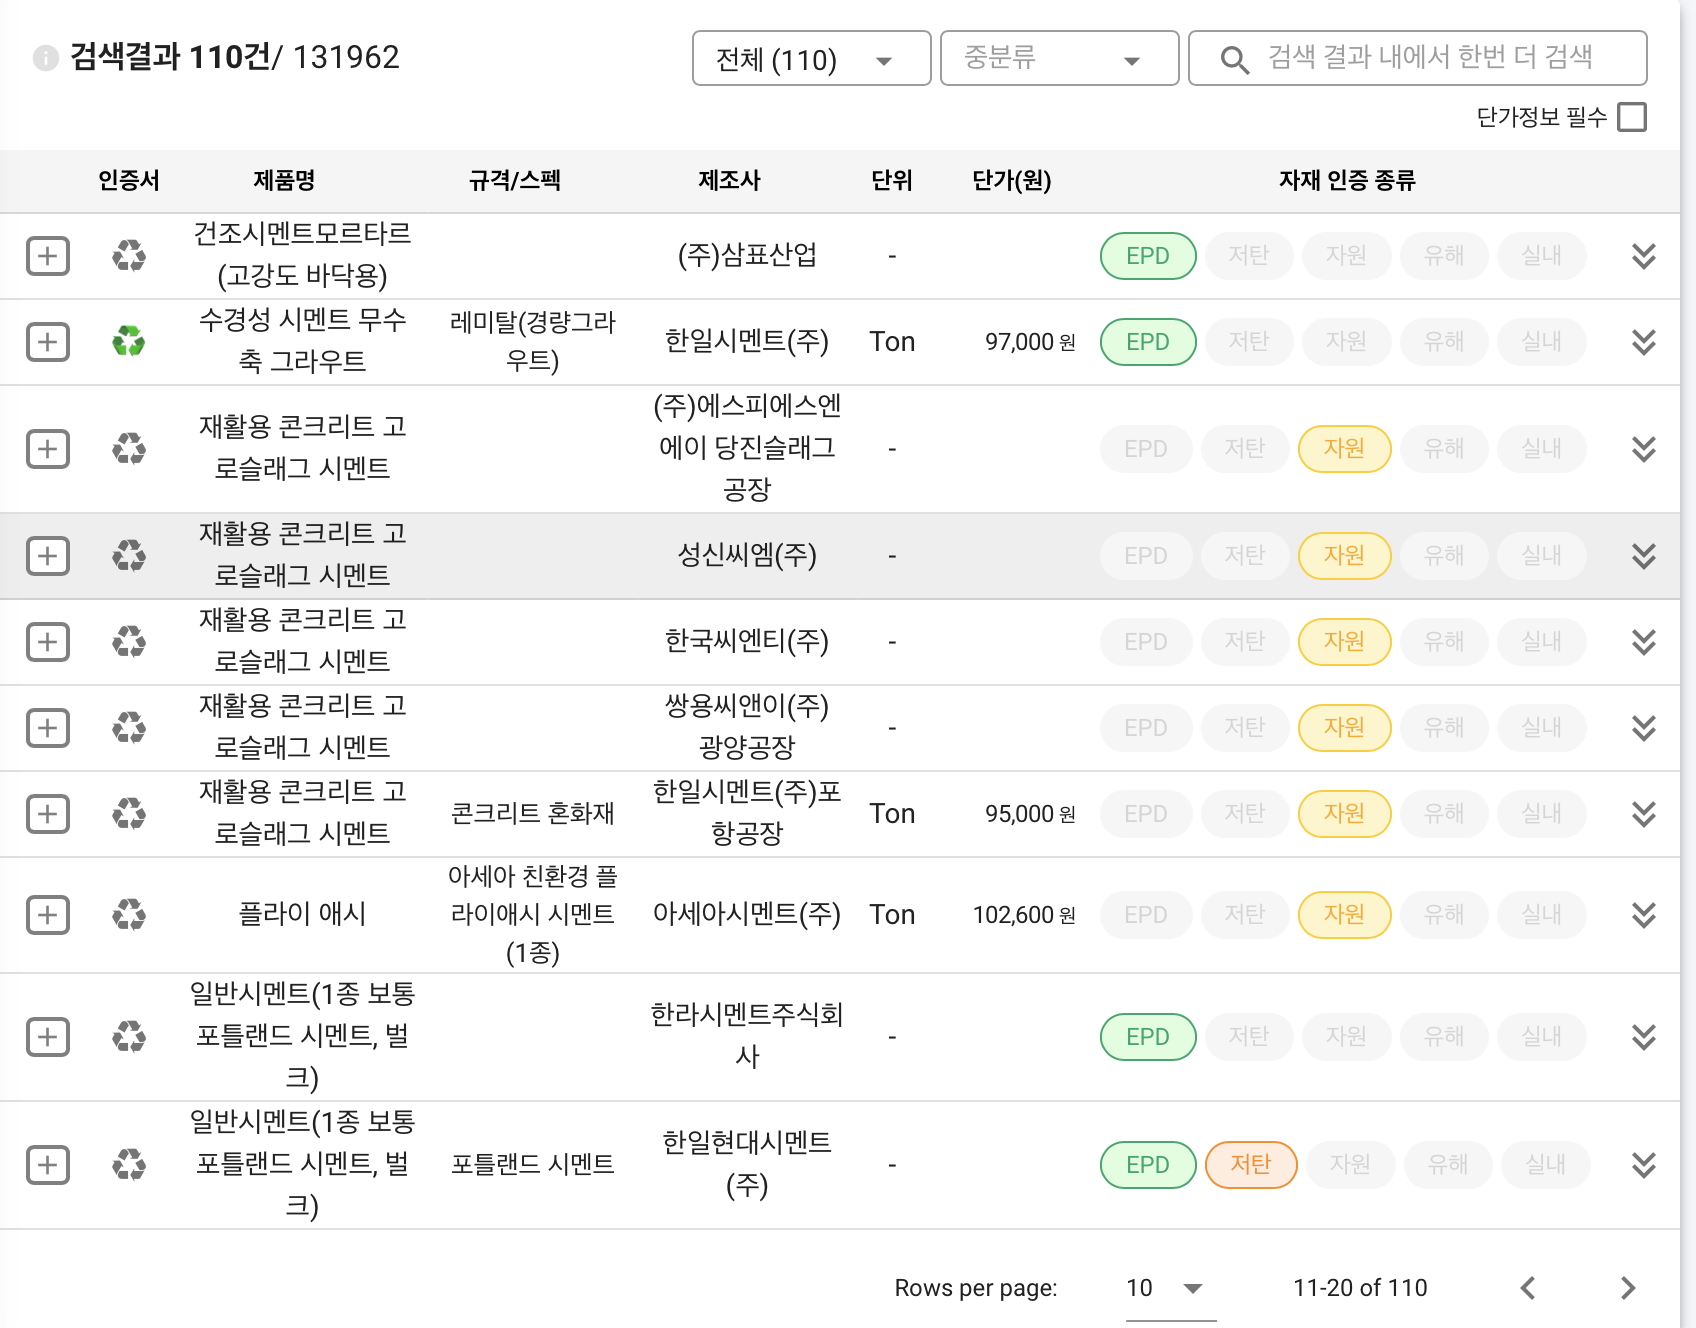 검색결과 110건/ 131962
전체 (110)
중분류
검색 결과 내에서 한번 더 검색
단가정보 필수
인증서 제품명 규격/스펙 제조사 단위 단가(원) 자재 인증 종류
건조시멘트모르타르
(고강도 바닥용)
(주)삼표산업
-
EPD 저탄 자원 유해 실내
수경성 시멘트 무수
축 그라우트
레미탈(경량그라
우트)
한일시멘트(주)
Ton
97,000 원
EPD 저탄 자원 유해 실내
재활용 콘크리트 고
로슬래그 시멘트
(주)에스피에스엔
에이 당진슬래그
공장
-
EPD 저탄 자원 유해 실내
재활용 콘크리트 고
로슬래그 시멘트
성신씨엠(주)
-
EPD 저탄 자원 유해 실내
재활용 콘크리트 고
로슬래그 시멘트
한국씨엔티(주)
-
EPD 저탄 자원 유해 실내
재활용 콘크리트 고
로슬래그 시멘트
쌍용씨앤이(주)
광양공장
-
EPD 저탄 자원 유해 실내
재활용 콘크리트 고
로슬래그 시멘트
콘크리트 혼화재
한일시멘트(주)포
항공장
Ton
95,000 원
EPD 저탄 자원 유해 실내
플라이 애시
아세아 친환경 플
라이애시 시멘트
(1종)
아세아시멘트(주)
Ton
102,600 원
EPD 저탄 자원 유해 실내
일반시멘트(1종 보통
포틀랜드 시멘트, 벌
크)
한라시멘트주식회
사
-
EPD 저탄 자원 유해 실내
일반시멘트(1종 보통
포틀랜드 시멘트, 벌
크)
포틀랜드 시멘트
한일현대시멘트
(주)
-
EPD 저탄 자원 유해 실내
Rows per page: 10 11-20 of 110